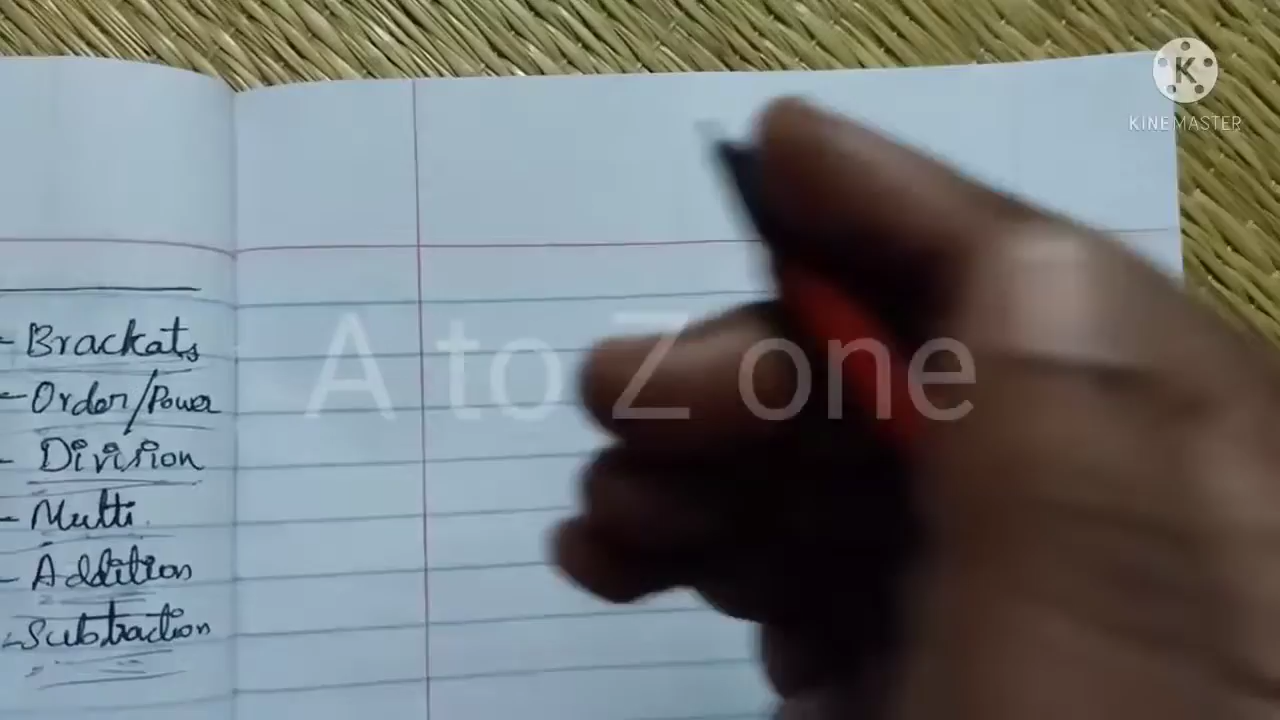 KINEMASTER
- Brackats
- Order/Power
- Division
- Multi
- Addition
- Subtraction
A to Z one